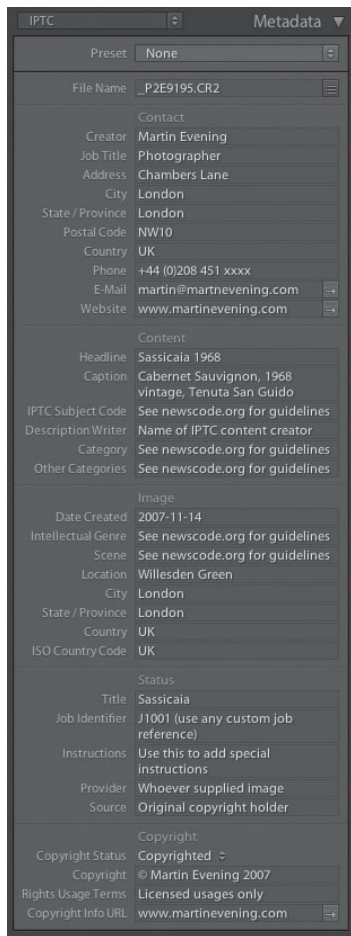 IPTC Metadata
Preset None
File Name _P2E9195.CR2
Contact
Creator Martin Evening
Job Title Photographer
Address Chambers Lane
City London
State / Province London
Postal Code NW10
Country UK
Phone +44 (0)208 451 xxxx
E-Mail martin@martnevening.com
Website www.martinevening.com
Content
Headline Sassicaia 1968
Caption Cabernet Sauvignon, 1968
vintage, Tenuta San Guido
IPTC Subject Code See newscode.org for guidelines
Description Writer Name of IPTC content creator
Category See newscode.org for guidelines
Other Categories See newscode.org for guidelines
Image
Date Created 2007-11-14
Intellectual Genre See newscode.org for guidelines
Scene See newscode.org for guidelines
Location Willesden Green
City London
State / Province London
Country UK
ISO Country Code UK
Status
Title Sassicaia
Job Identifier J1001 (use any custom job
reference)
Instructions Use this to add special
instructions
Provider Whoever supplied image
Source Original copyright holder
Copyright
Copyright Status Copyrighted
Copyright © Martin Evening 2007
Rights Usage Terms Licensed usages only
Copyright Info URL www.martinevening.com